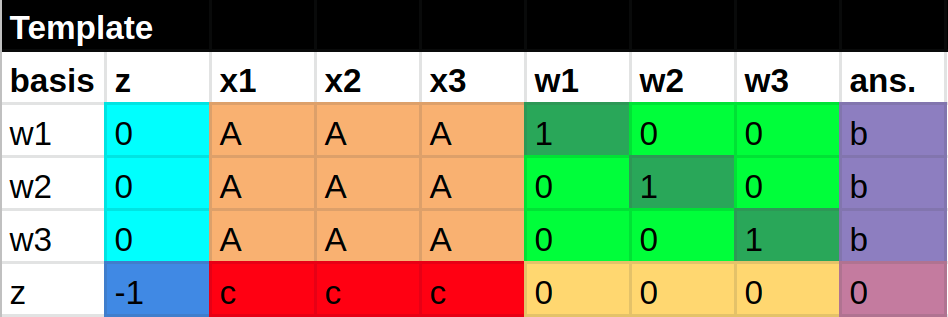 Template
basis z x1 x2 x3 w1 w2 w3 ans.
w1 0 A A A 1 0 0 b
w2 0 A A A 0 1 0 b
w3 0 A A A 0 0 1 b
z -1 c c c 0 0 0 0